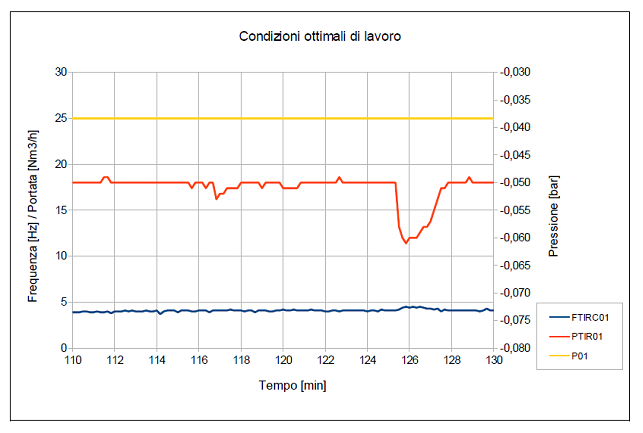 Condizioni ottimali di lavoro
30
25
20
15
10
5
0
Frequenza [Hz] / Portata [Nm3/h]
-0,030
-0,035
-0,040
-0,045
-0,050
-0,055
-0,060
-0,065
-0,070
-0,075
-0,080
Pressione [bar]
110 112 114 116 118 120 122 124 126 128 130
Tempo [min]
FTIRC01
PTIR01
P01